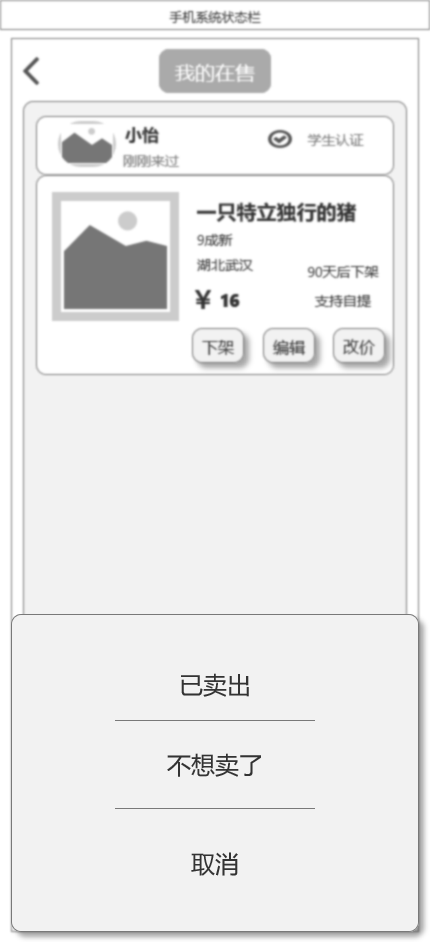 手机系统状态栏
我的在售
小怡
学生认证
刚刚来过
一只特立独行的猪
9成新
湖北武汉
90天后下架
¥ 16
支持自提
下架 编辑 改价
已卖出
不想卖了
取消